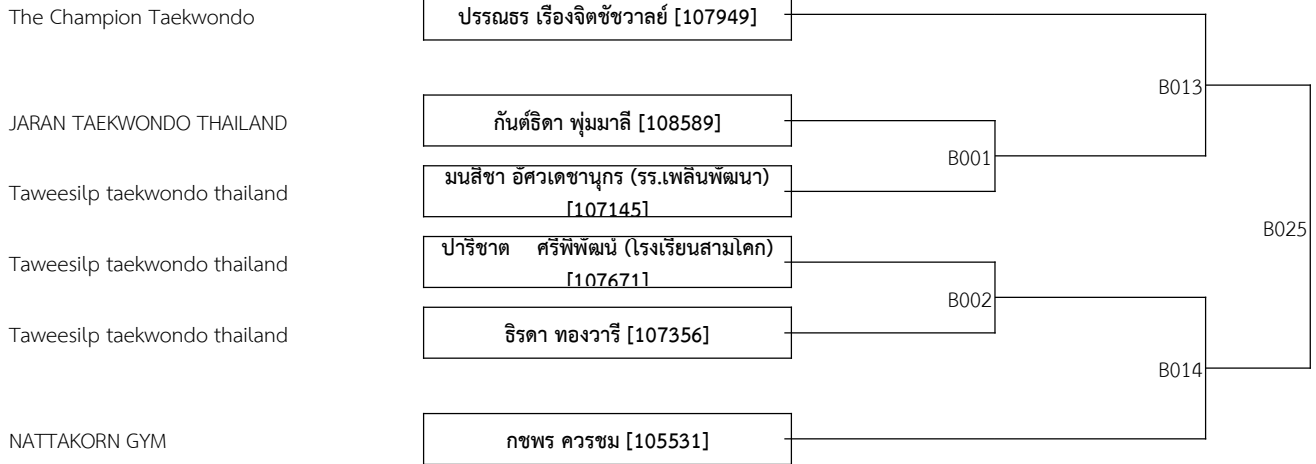 The Champion Taekwondo
ปรรณธร เรืองจิตชัชวาลย์ [107949]
B013
JARAN TAEKWONDO THAILAND
กันต์ธิดา พุ่มมาลี [108589]
B001
Taweesilp taekwondo thailand
มนสิชา อัศวเดชานุกร (รร.เพลินพัฒนา)
[107145]
B025
Taweesilp taekwondo thailand
ปาริชาต ศรีพิพัฒน์ (โรงเรียนสามโคก)
[107671]
B002
Taweesilp taekwondo thailand
ธิรดา ทองวารี [107356]
B014
NATTAKORN GYM
กชพร ควรชม [105531]